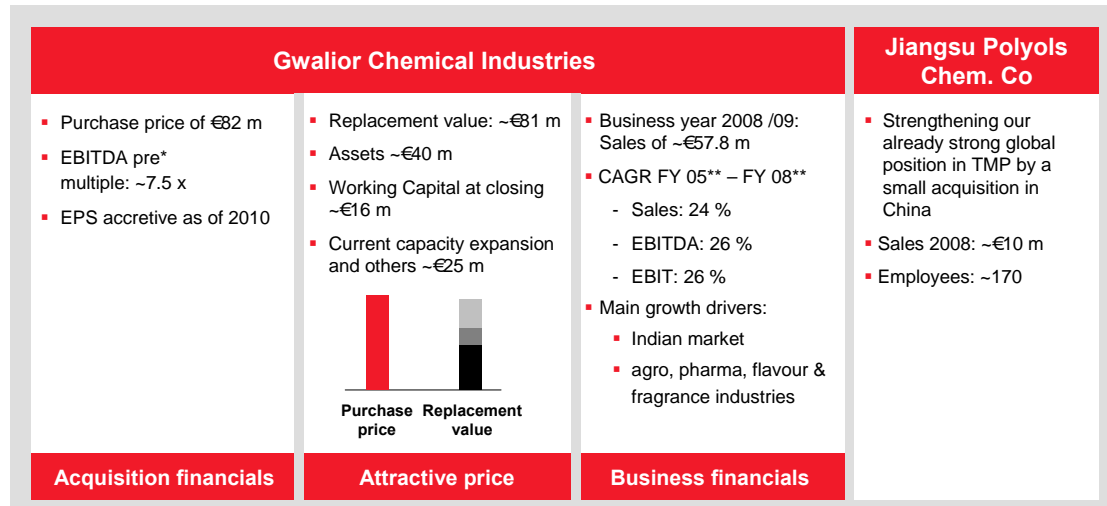 Gwalior Chemical Industries
▪ Purchase price of €82 m
▪ EBITDA pre*
multiple: ~7.5 x
▪ EPS accretive as of 2010
Acquisition financials
▪ Replacement value: ~€81 m
▪ Assets ~€40 m
▪ Working Capital at closing
~€16 m
▪ Current capacity expansion
and others ~€25 m
Purchase
price
Replacement
value
Attractive price
▪ Business year 2008 /09:
Sales of ~€57.8 m
▪ CAGR FY 05** – FY 08**
- Sales: 24 %
- EBITDA: 26 %
- EBIT: 26 %
▪ Main growth drivers:
▪ Indian market
▪ agro, pharma, flavour &
fragrance industries
Business financials
Jiangsu Polyols
Chem. Co
▪ Strengthening our
already strong global
position in TMP by a
small acquisition in
China
▪ Sales 2008: ~€10 m
▪ Employees: ~170